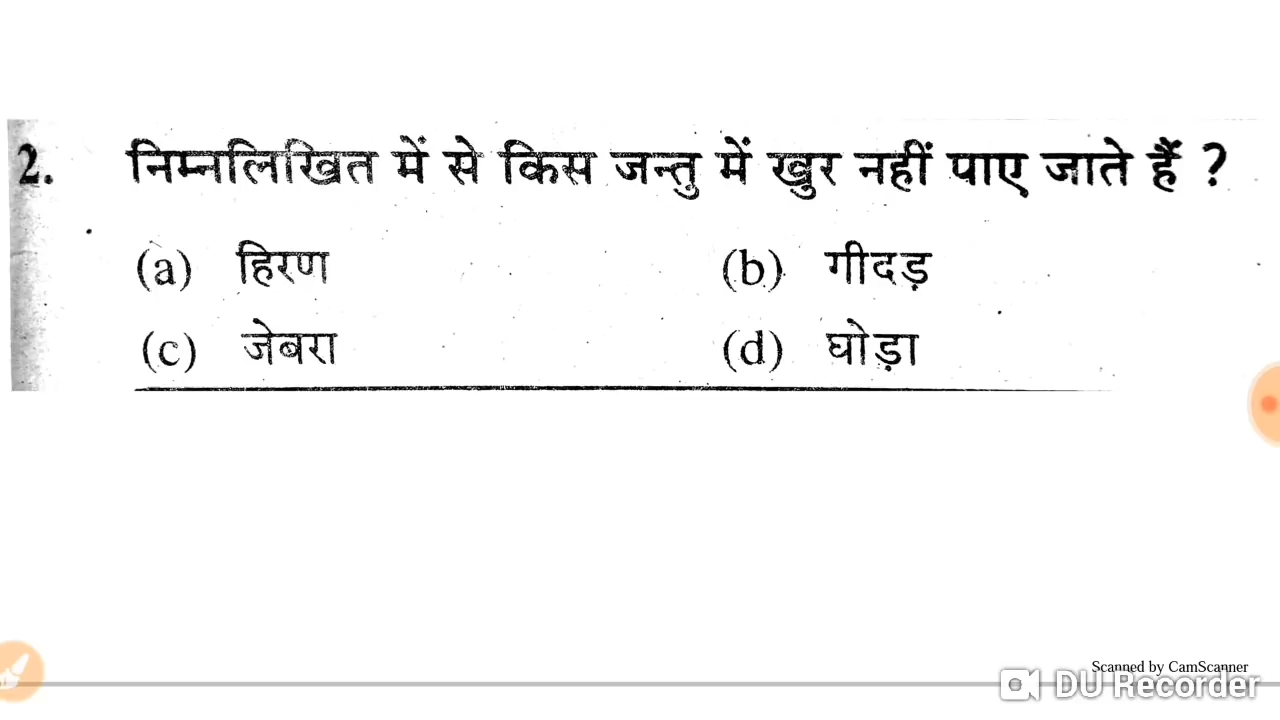 2. निम्नलिखित में से किस जन्तु में खुर नहीं पाए जाते हैं ?
(a) हिरण (b) गीदड़
(c) जेबरा (d) घोड़ा
Scanned by CamScanner
DU Recorder